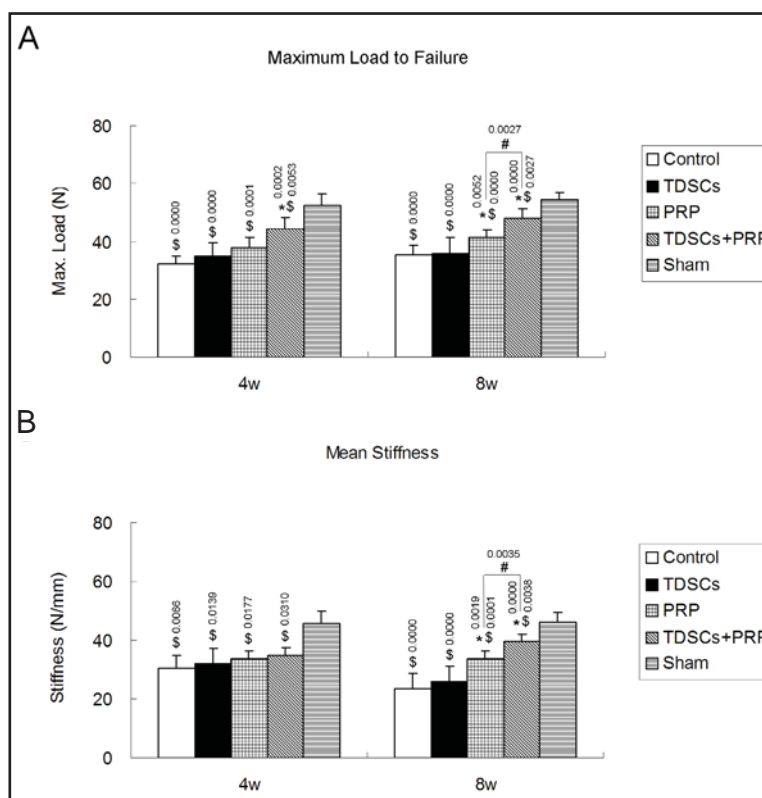 A
Maximum Load to Failure
Max. Load (N)
80
60
40
20
0
$ 0.0000
$ 0.0000
$ 0.0001
0.0002
*$ 0.0053
$ 0.0000
$ 0.0000
0.0052
*$ 0.0000
0.0000
*$ 0.0027
0.0027
#
4w
8w
Control
TDSCs
PRP
TDSCs+PRP
Sham
B
Mean Stiffness
Stiffness (N/mm)
80
60
40
20
0
$ 0.0066
$ 0.0139
$ 0.0177
$ 0.0310
$ 0.0000
$ 0.0000
0.0019
*$ 0.0001
0.0000
*$ 0.0038
0.0035
#
4w
8w
Control
TDSCs
PRP
TDSCs+PRP
Sham